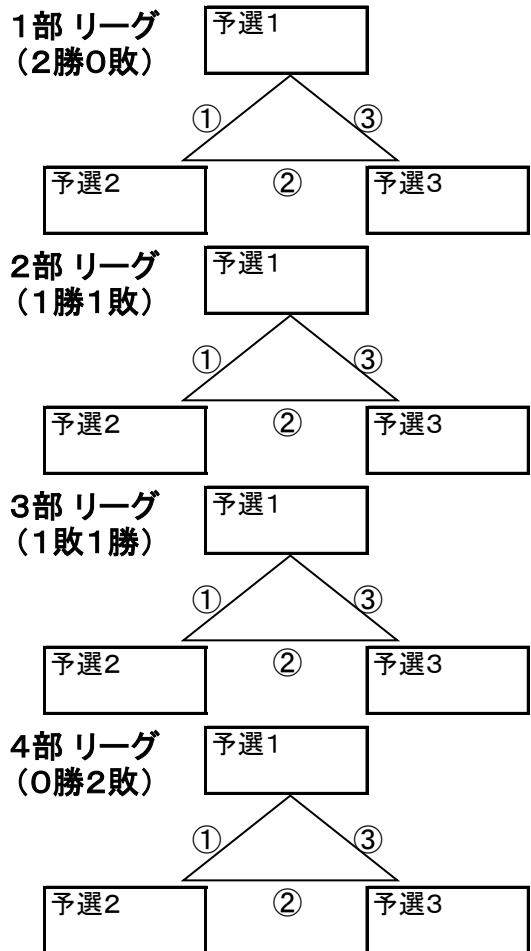 1部 リーグ
(2勝0敗)
予選1
①
③
予選2
②
予選3
2部 リーグ
(1勝1敗)
予選1
①
③
予選2
②
予選3
3部 リーグ
(1敗1勝)
予選1
①
③
予選2
②
予選3
4部 リーグ
(0勝2敗)
予選1
①
③
予選2
②
予選3